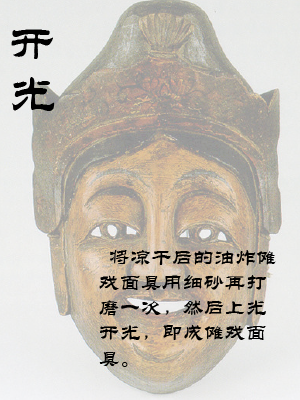 开光
将凉干后的油炸傩
戏面具用细砂再打
磨一次，然后上光
开光，即成傩戏面
具。